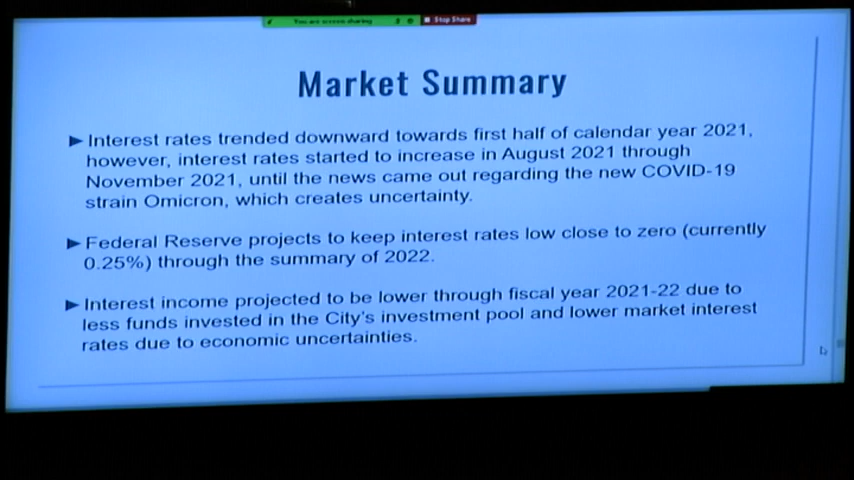 You are screen sharing
Stop Share
Market Summary
Interest rates trended downward towards first half of calendar year 2021,
however, interest rates started to increase in August 2021 through
November 2021, until the news came out regarding the new COVID-19
strain Omicron, which creates uncertainty.
Federal Reserve projects to keep interest rates low close to zero (currently
0.25%) through the summary of 2022.
Interest income projected to be lower through fiscal year 2021-22 due to
less funds invested in the City's investment pool and lower market interest
rates due to economic uncertainties.